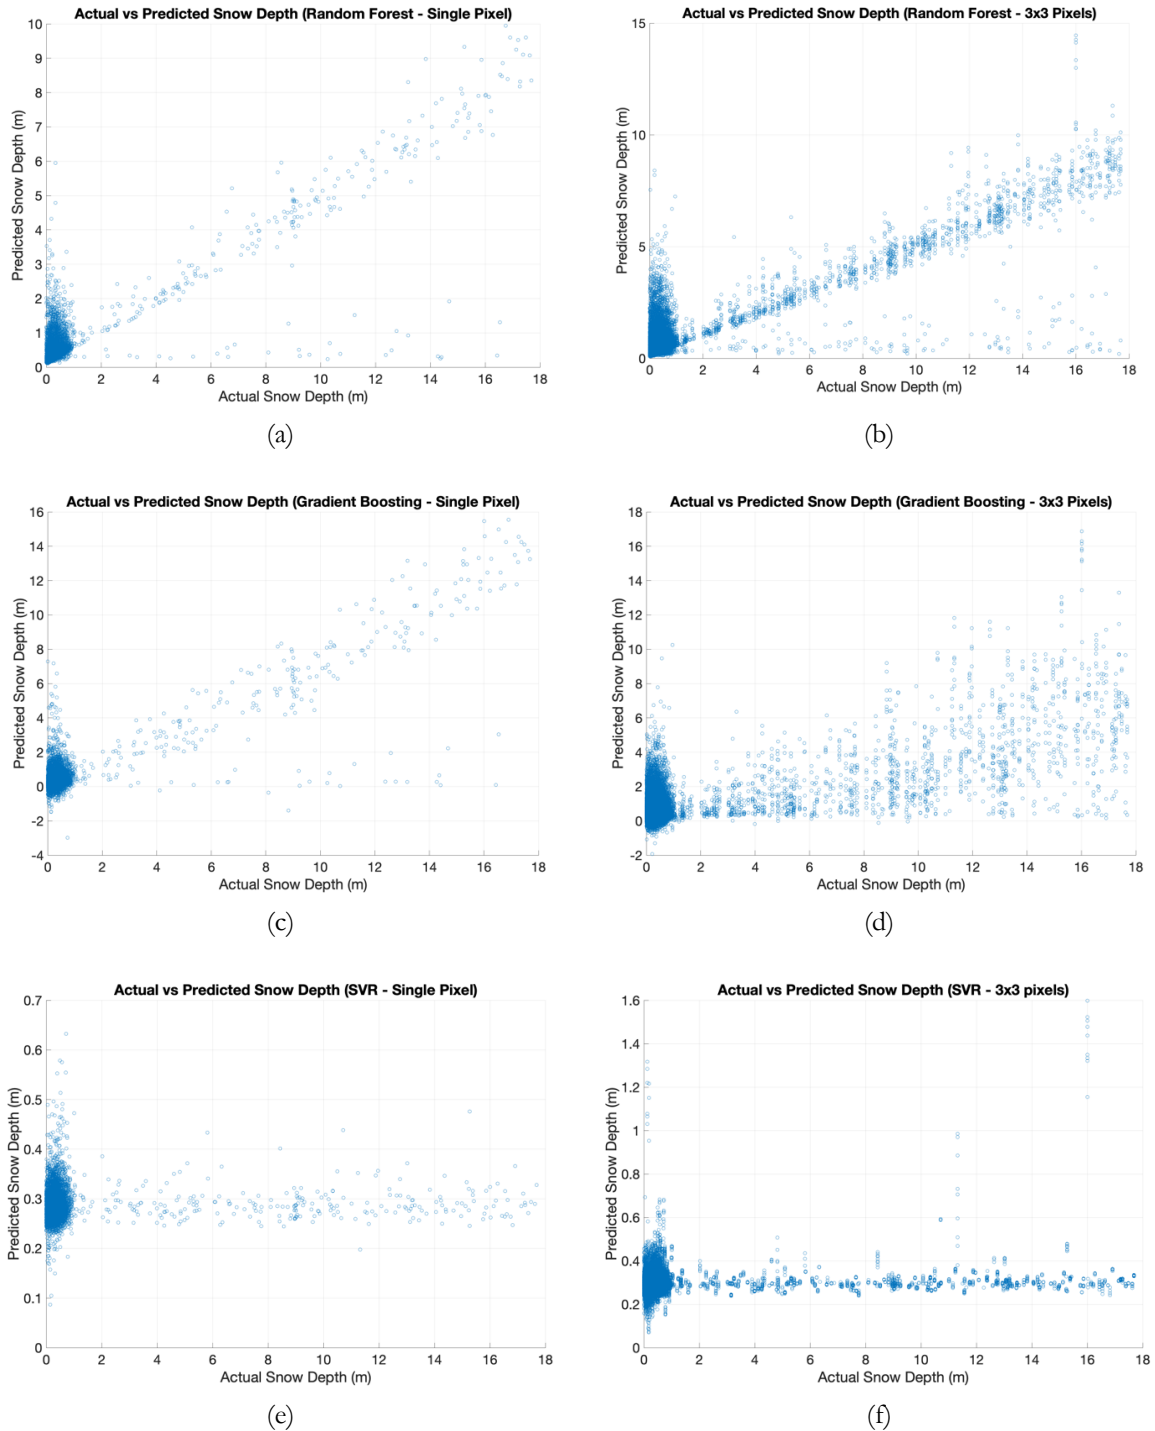 Actual vs Predicted Snow Depth (Random Forest - Single Pixel)
10
9
8
7
6
5
4
3
2
1
0
Predicted Snow Depth (m)
0 2 4 6 8 10 12 14 16 18
Actual Snow Depth (m)
(a)
Actual vs Predicted Snow Depth (Random Forest - 3x3 Pixels)
15
10
5
0
Predicted Snow Depth (m)
0 2 4 6 8 10 12 14 16 18
Actual Snow Depth (m)
(b)
Actual vs Predicted Snow Depth (Gradient Boosting - Single Pixel)
16
14
12
10
8
6
4
2
0
-2
-4
Predicted Snow Depth (m)
0 2 4 6 8 10 12 14 16 18
Actual Snow Depth (m)
(c)
Actual vs Predicted Snow Depth (Gradient Boosting - 3x3 Pixels)
18
16
14
12
10
8
6
4
2
0
-2
Predicted Snow Depth (m)
0 2 4 6 8 10 12 14 16 18
Actual Snow Depth (m)
(d)
Actual vs Predicted Snow Depth (SVR - Single Pixel)
0.7
0.6
0.5
0.4
0.3
0.2
0.1
0
Predicted Snow Depth (m)
0 2 4 6 8 10 12 14 16 18
Actual Snow Depth (m)
(e)
Actual vs Predicted Snow Depth (SVR - 3x3 pixels)
1.6
1.4
1.2
1
0.8
0.6
0.4
0.2
0
Predicted Snow Depth (m)
0 2 4 6 8 10 12 14 16 18
Actual Snow Depth (m)
(f)